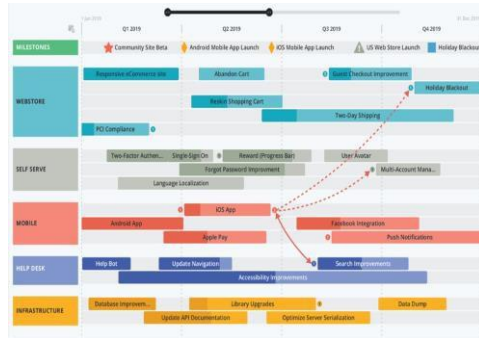 Q1 2019 Q2 2019 Q3 2019 Q4 2019
MILESTONES Community Site Beta Android Mobile App Launch iOS Mobile App Launch US Web Store Launch Holiday Blackout
Responsive eCommerce site Abandon Cart Guest Checkout Improvement
Holiday Blackout
WEBSTORE
Reskin Shopping Cart
Two-Day Shipping
PCI Compliance
Two-Factor Authen... Single-Sign On Reward (Progress Bar) User Avatar
SELF SERVE
Forgot Password Improvment Multi-Account Mana...
Language Localization
iOS App
MOBILE
Android App Facebook Integration
Apple Pay Push Notifications
Help Bot Update Navigation Search Improvements
HELP DESK
Accessibility Improvements
Database Improvem... Library Upgrades Data Dump
INFRASTRUCTURE
Update API Documentation Optimize Server Serialization